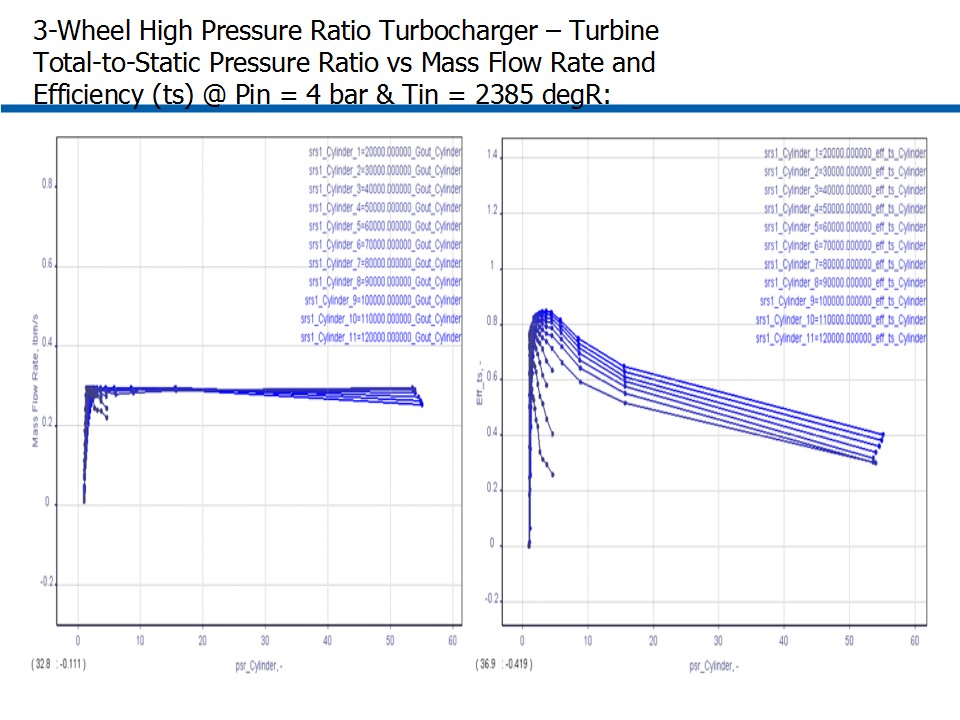 3-Wheel High Pressure Ratio Turbocharger – Turbine
Total-to-Static Pressure Ratio vs Mass Flow Rate and
Efficiency (ts) @ Pin = 4 bar & Tin = 2385 degR:
srs1_Cylinder_1=20000.000000_Gout_Cylinder
srs1_Cylinder_2=30000.000000_Gout_Cylinder
srs1_Cylinder_3=40000.000000_Gout_Cylinder
srs1_Cylinder_4=50000.000000_Gout_Cylinder
srs1_Cylinder_5=60000.000000_Gout_Cylinder
srs1_Cylinder_6=70000.000000_Gout_Cylinder
srs1_Cylinder_7=80000.000000_Gout_Cylinder
srs1_Cylinder_8=90000.000000_Gout_Cylinder
srs1_Cylinder_9=100000.000000_Gout_Cylinder
srs1_Cylinder_10=110000.000000_Gout_Cylinder
srs1_Cylinder_11=120000.000000_Gout_Cylinder
0.8
0.6
0.4
0.2
0
-0.2
Mass Flow Rate, lbm/s
0 10 20 30 40 50 60
( 32.8 : -0.111 )
psr_Cylinder, -
srs1_Cylinder_1=20000.000000_eff_ts_Cylinder
srs1_Cylinder_2=30000.000000_eff_ts_Cylinder
srs1_Cylinder_3=40000.000000_eff_ts_Cylinder
srs1_Cylinder_4=50000.000000_eff_ts_Cylinder
srs1_Cylinder_5=60000.000000_eff_ts_Cylinder
srs1_Cylinder_6=70000.000000_eff_ts_Cylinder
srs1_Cylinder_7=80000.000000_eff_ts_Cylinder
srs1_Cylinder_8=90000.000000_eff_ts_Cylinder
srs1_Cylinder_9=100000.000000_eff_ts_Cylinder
srs1_Cylinder_10=110000.000000_eff_ts_Cylinder
srs1_Cylinder_11=120000.000000_eff_ts_Cylinder
1.4
1.2
1
0.8
0.6
0.4
0.2
0
-0.2
Eff_ts, -
0 10 20 30 40 50 60
( 36.9 : -0.419 )
psr_Cylinder, -